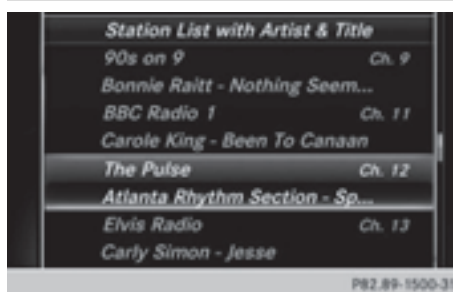 Station List with Artist & Title
90s on 9 Ch. 9
Bonnie Raitt - Nothing Seem...
BBC Radio 1 Ch. 11
Carole King - Been To Canaan
The Pulse Ch. 12
Atlanta Rhythm Section - Sp...
Elvis Radio Ch. 13
Carly Simon - Jesse
P82.89-1500-31